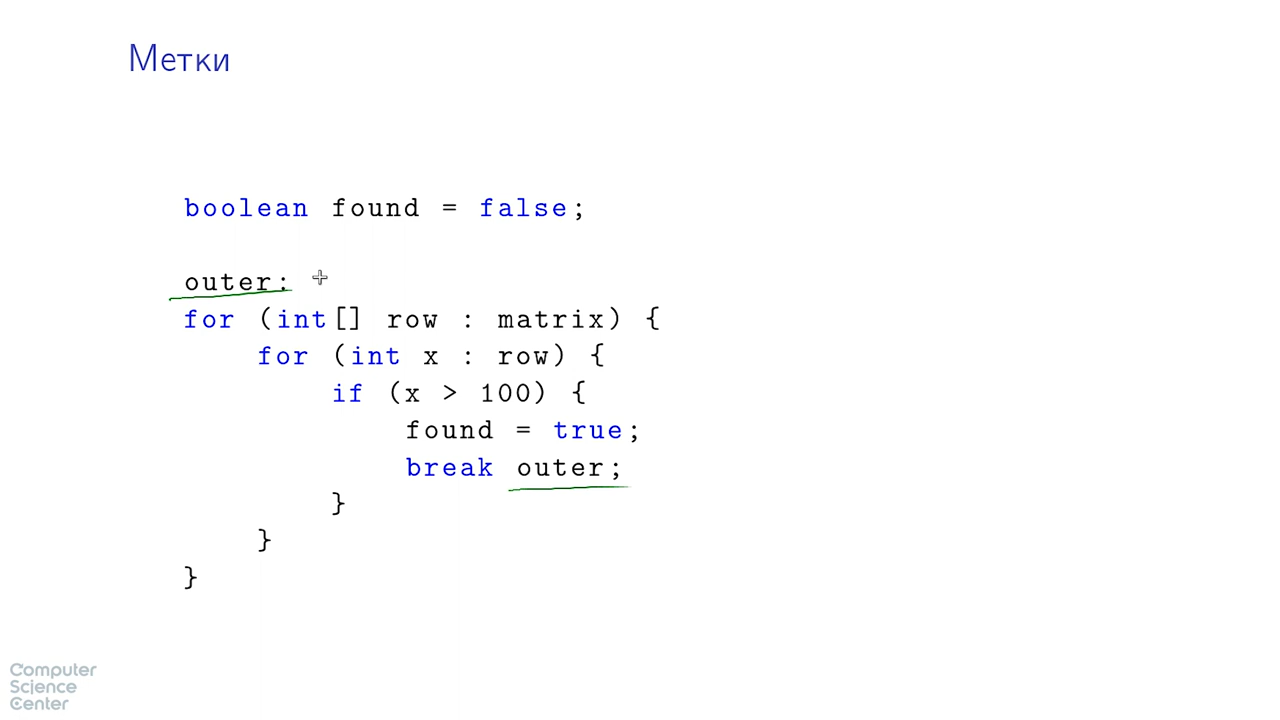 Метки
boolean found = false;
outer:
for (int[] row : matrix) {
for (int x : row) {
if (x > 100) {
found = true;
break outer;
}
}
}
Computer
Science
Center